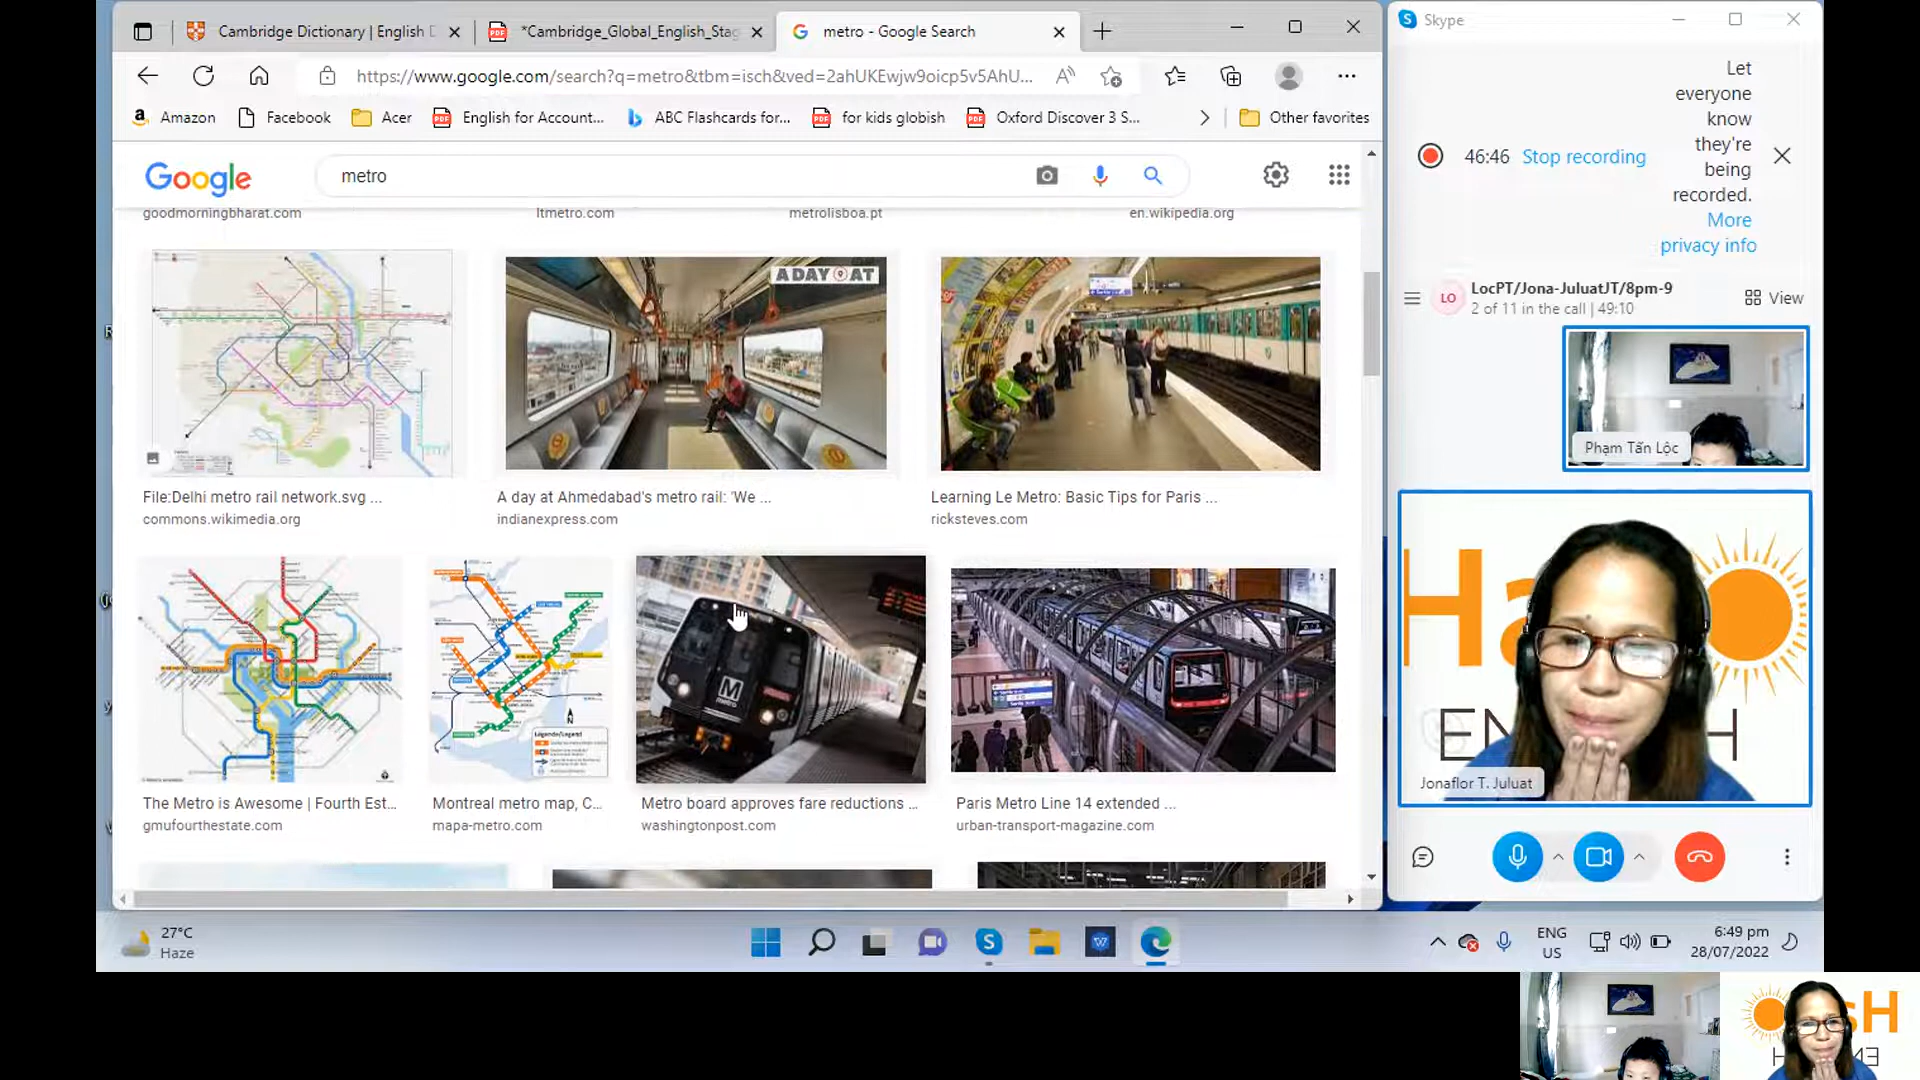 Cambridge Dictionary | English D
*Cambridge_Global_English_Stag
metro - Google Search
https://www.google.com/search?q=metro&tbm=isch&ved=2ahUKEwjw9oicp5v5AhU...
Amazon
Facebook
Acer
English for Account...
ABC Flashcards for...
for kids globish
Oxford Discover 3 S...
Other favorites
Google
metro
goodmorningbharat.com
ltmetro.com
metrolisboa.pt
en.wikipedia.org
A DAY AT
File:Delhi metro rail network.svg ...
commons.wikimedia.org
A day at Ahmedabad's metro rail: 'We ...
indianexpress.com
Learning Le Metro: Basic Tips for Paris ...
ricksteves.com
M
metro
The Metro is Awesome | Fourth Est...
gmufourthestate.com
Montreal metro map, C...
mapa-metro.com
Metro board approves fare reductions ...
washingtonpost.com
Paris Metro Line 14 extended ...
urban-transport-magazine.com
Skype
46:46
Stop recording
Let
everyone
know
they're
being
recorded.
More
privacy info
LO
LocPT/Jona-JuluatJT/8pm-9
2 of 11 in the call | 49:10
View
Phạm Tấn Lộc
Jonaflor T. Juluat
27°C
Haze
ENG
US
6:49 pm
28/07/2022